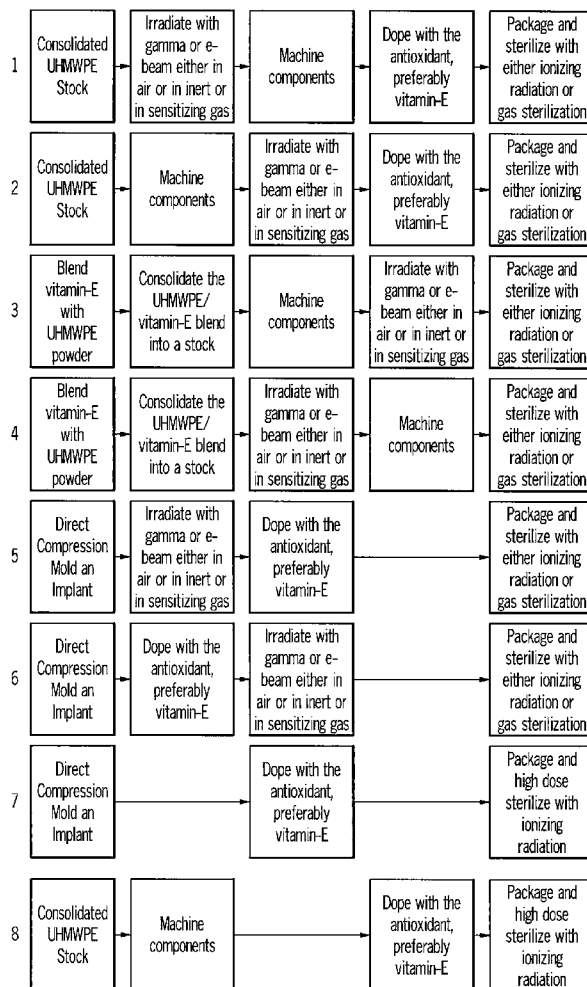 1
Consolidated
UHMWPE
Stock
Irradiate with
gamma or e-
beam either in
air or in inert or
in sensitizing gas
Machine
components
Dope with the
antioxidant,
preferably
vitamin-E
Package and
sterilize with
either ionizing
radiation or
gas sterilization
2
Consolidated
UHMWPE
Stock
Machine
components
Irradiate with
gamma or e-
beam either in
air or in inert or
in sensitizing gas
Dope with the
antioxidant,
preferably
vitamin-E
Package and
sterilize with
either ionizing
radiation or
gas sterilization
3
Blend
vitamin-E
with
UHMWPE
powder
Consolidate the
UHMWPE/
vitamin-E blend
into a stock
Machine
components
Irradiate with
gamma or e-
beam either in
air or in inert or
in sensitizing gas
Package and
sterilize with
either ionizing
radiation or
gas sterilization
4
Blend
vitamin-E
with
UHMWPE
powder
Consolidate the
UHMWPE/
vitamin-E blend
into a stock
Irradiate with
gamma or e-
beam either in
air or in inert or
in sensitizing gas
Machine
components
Package and
sterilize with
either ionizing
radiation or
gas sterilization
5
Direct
Compression
Mold an
Implant
Irradiate with
gamma or e-
beam either in
air or in inert or
in sensitizing gas
Dope with the
antioxidant,
preferably
vitamin-E
Package and
sterilize with
either ionizing
radiation or
gas sterilization
6
Direct
Compression
Mold an
Implant
Dope with the
antioxidant,
preferably
vitamin-E
Irradiate with
gamma or e-
beam either in
air or in inert or
in sensitizing gas
Package and
sterilize with
either ionizing
radiation or
gas sterilization
7
Direct
Compression
Mold an
Implant
Dope with the
antioxidant,
preferably
vitamin-E
Package and
high dose
sterilize with
ionizing
radiation
8
Consolidated
UHMWPE
Stock
Machine
components
Dope with the
antioxidant,
preferably
vitamin-E
Package and
high dose
sterilize with
ionizing
radiation